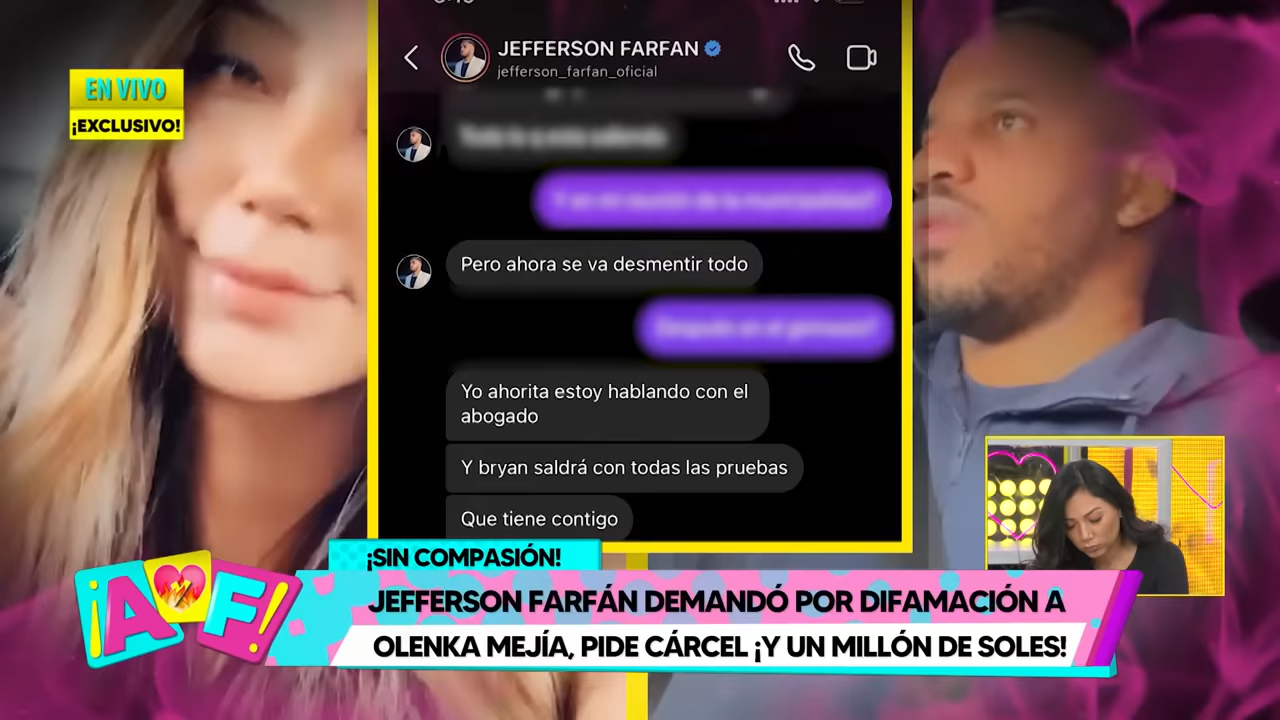 EN VIVO
¡EXCLUSIVO!
JEFFERSON FARFAN
jefferson_farfan_oficial
Pero ahora se va desmentir todo
Yo ahorita estoy hablando con el
abogado
Y bryan saldrá con todas las pruebas
Que tiene contigo
¡SIN COMPASIÓN!
¡A F!
JEFFERSON FARFÁN DEMANDÓ POR DIFAMACIÓN A
OLENKA MEJÍA, PIDE CÁRCEL ¡Y UN MILLÓN DE SOLES!